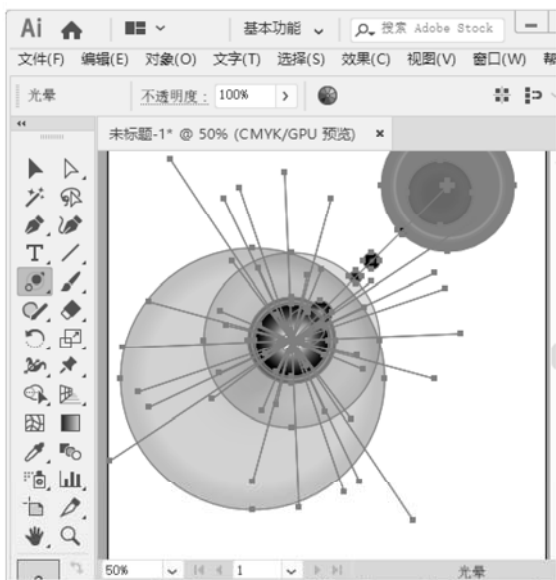 Ai 基本功能 搜索 Adobe Stock
文件(F) 编辑(E) 对象(O) 文字(T) 选择(S) 效果(C) 视图(V) 窗口(W) 帮
光晕 不透明度: 100%
未标题-1* @ 50% (CMYK/GPU 预览) ×
50% 1 光晕